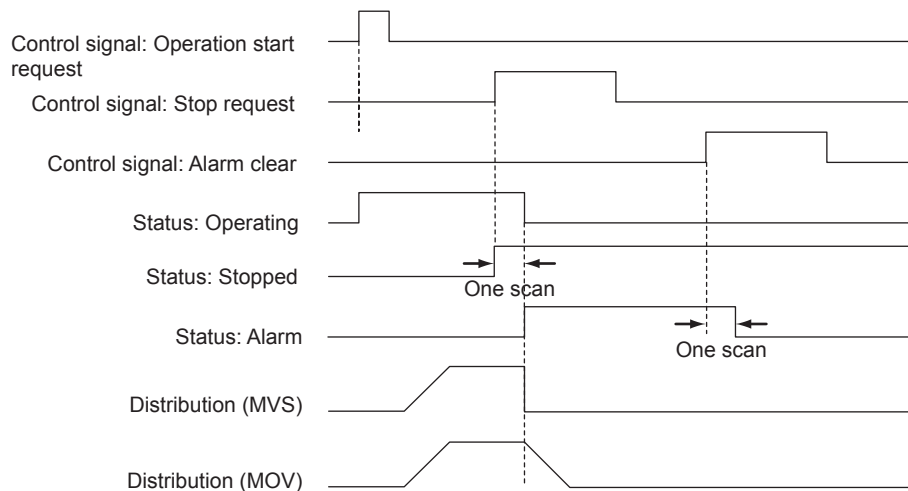 Control signal: Operation start
request
Control signal: Stop request
Control signal: Alarm clear
Status: Operating
Status: Stopped
One scan
Status: Alarm
One scan
Distribution (MVS)
Distribution (MOV)